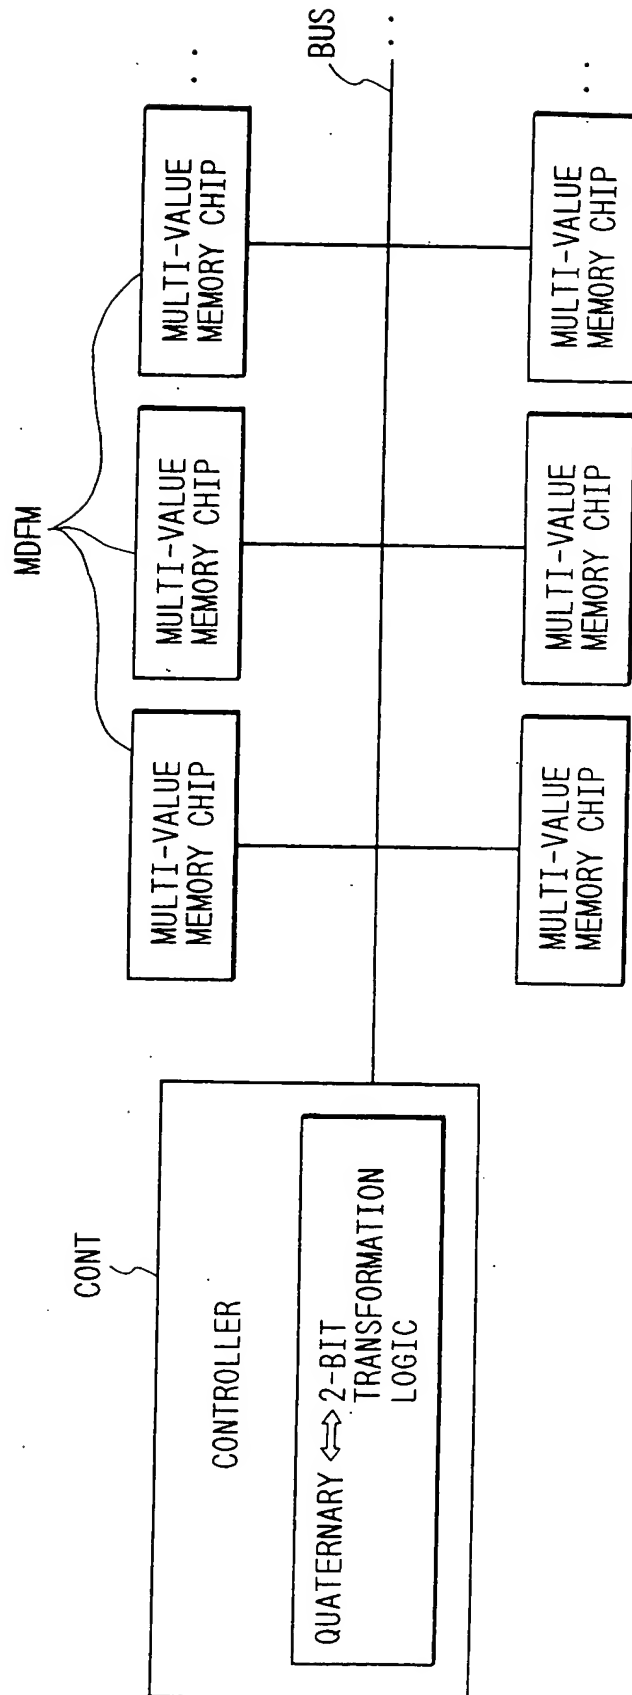 CONT
CONTROLLER
QUATERNARY ⇔ 2-BIT
TRANSFORMATION
LOGIC
MDFM
MULTI-VALUE
MEMORY CHIP
MULTI-VALUE
MEMORY CHIP
MULTI-VALUE
MEMORY CHIP
BUS
MULTI-VALUE
MEMORY CHIP
MULTI-VALUE
MEMORY CHIP
MULTI-VALUE
MEMORY CHIP